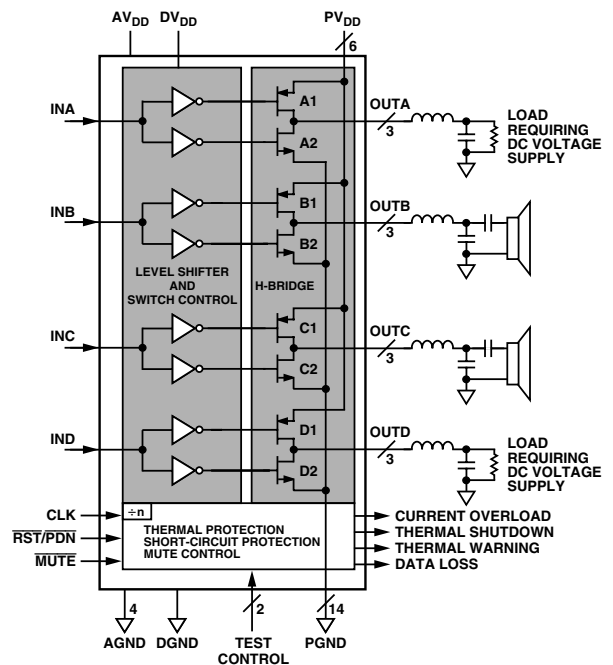 AVDD
DVDD
PVDD
6
INA
A1
A2
OUTA
3
LOAD
REQUIRING
DC VOLTAGE
SUPPLY
INB
B1
B2
OUTB
3
LEVEL SHIFTER
AND
SWITCH CONTROL
H-BRIDGE
INC
C1
C2
OUTC
3
IND
D1
D2
OUTD
3
LOAD
REQUIRING
DC VOLTAGE
SUPPLY
CLK
÷n
RST/PDN
MUTE
THERMAL PROTECTION
SHORT-CIRCUIT PROTECTION
MUTE CONTROL
CURRENT OVERLOAD
THERMAL SHUTDOWN
THERMAL WARNING
DATA LOSS
4
2
14
AGND
DGND
TEST
CONTROL
PGND